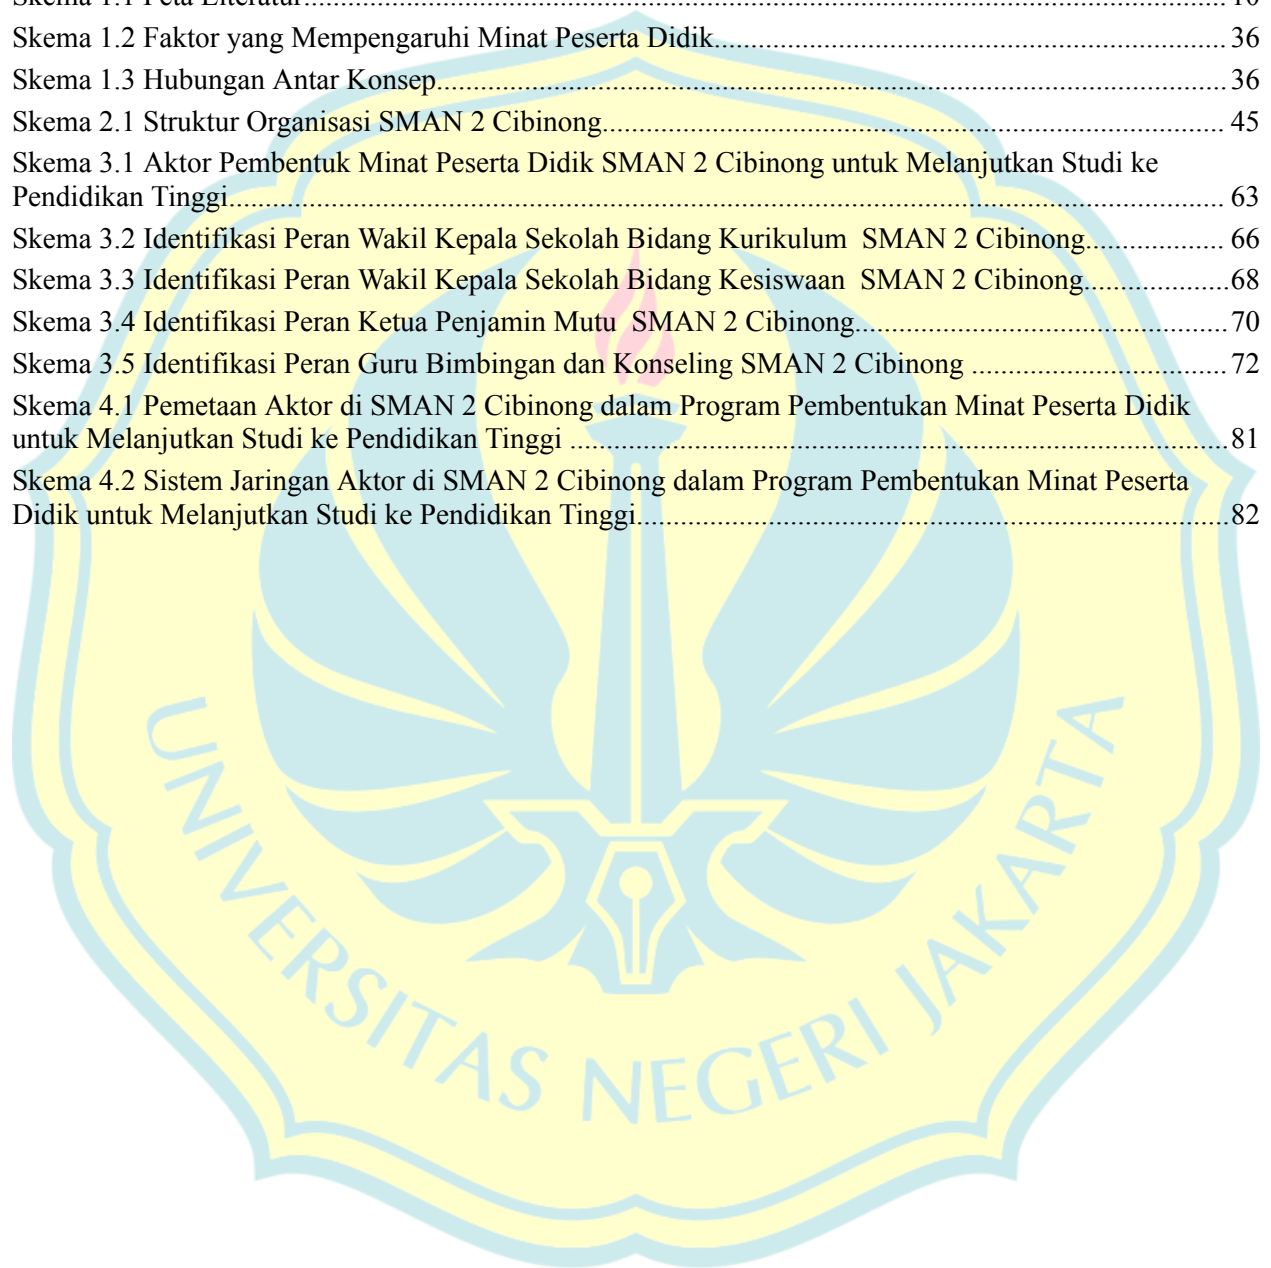 Skema 1.1 Peta Literatur
Skema 1.2 Faktor yang Mempengaruhi Minat Peserta Didik.......... 36
Skema 1.3 Hubungan Antar Konsep.......... 36
Skema 2.1 Struktur Organisasi SMAN 2 Cibinong.......... 45
Skema 3.1 Aktor Pembentuk Minat Peserta Didik SMAN 2 Cibinong untuk Melanjutkan Studi ke
Pendidikan Tinggi.......... 63
Skema 3.2 Identifikasi Peran Wakil Kepala Sekolah Bidang Kurikulum  SMAN 2 Cibinong.......... 66
Skema 3.3 Identifikasi Peran Wakil Kepala Sekolah Bidang Kesiswaan  SMAN 2 Cibinong..........68
Skema 3.4 Identifikasi Peran Ketua Penjamin Mutu  SMAN 2 Cibinong.......... 70
Skema 3.5 Identifikasi Peran Guru Bimbingan dan Konseling SMAN 2 Cibinong .......... 72
Skema 4.1 Pemetaan Aktor di SMAN 2 Cibinong dalam Program Pembentukan Minat Peserta Didik
untuk Melanjutkan Studi ke Pendidikan Tinggi ..........81
Skema 4.2 Sistem Jaringan Aktor di SMAN 2 Cibinong dalam Program Pembentukan Minat Peserta
Didik untuk Melanjutkan Studi ke Pendidikan Tinggi..........82
UNIVERSITAS NEGERI JAKARTA